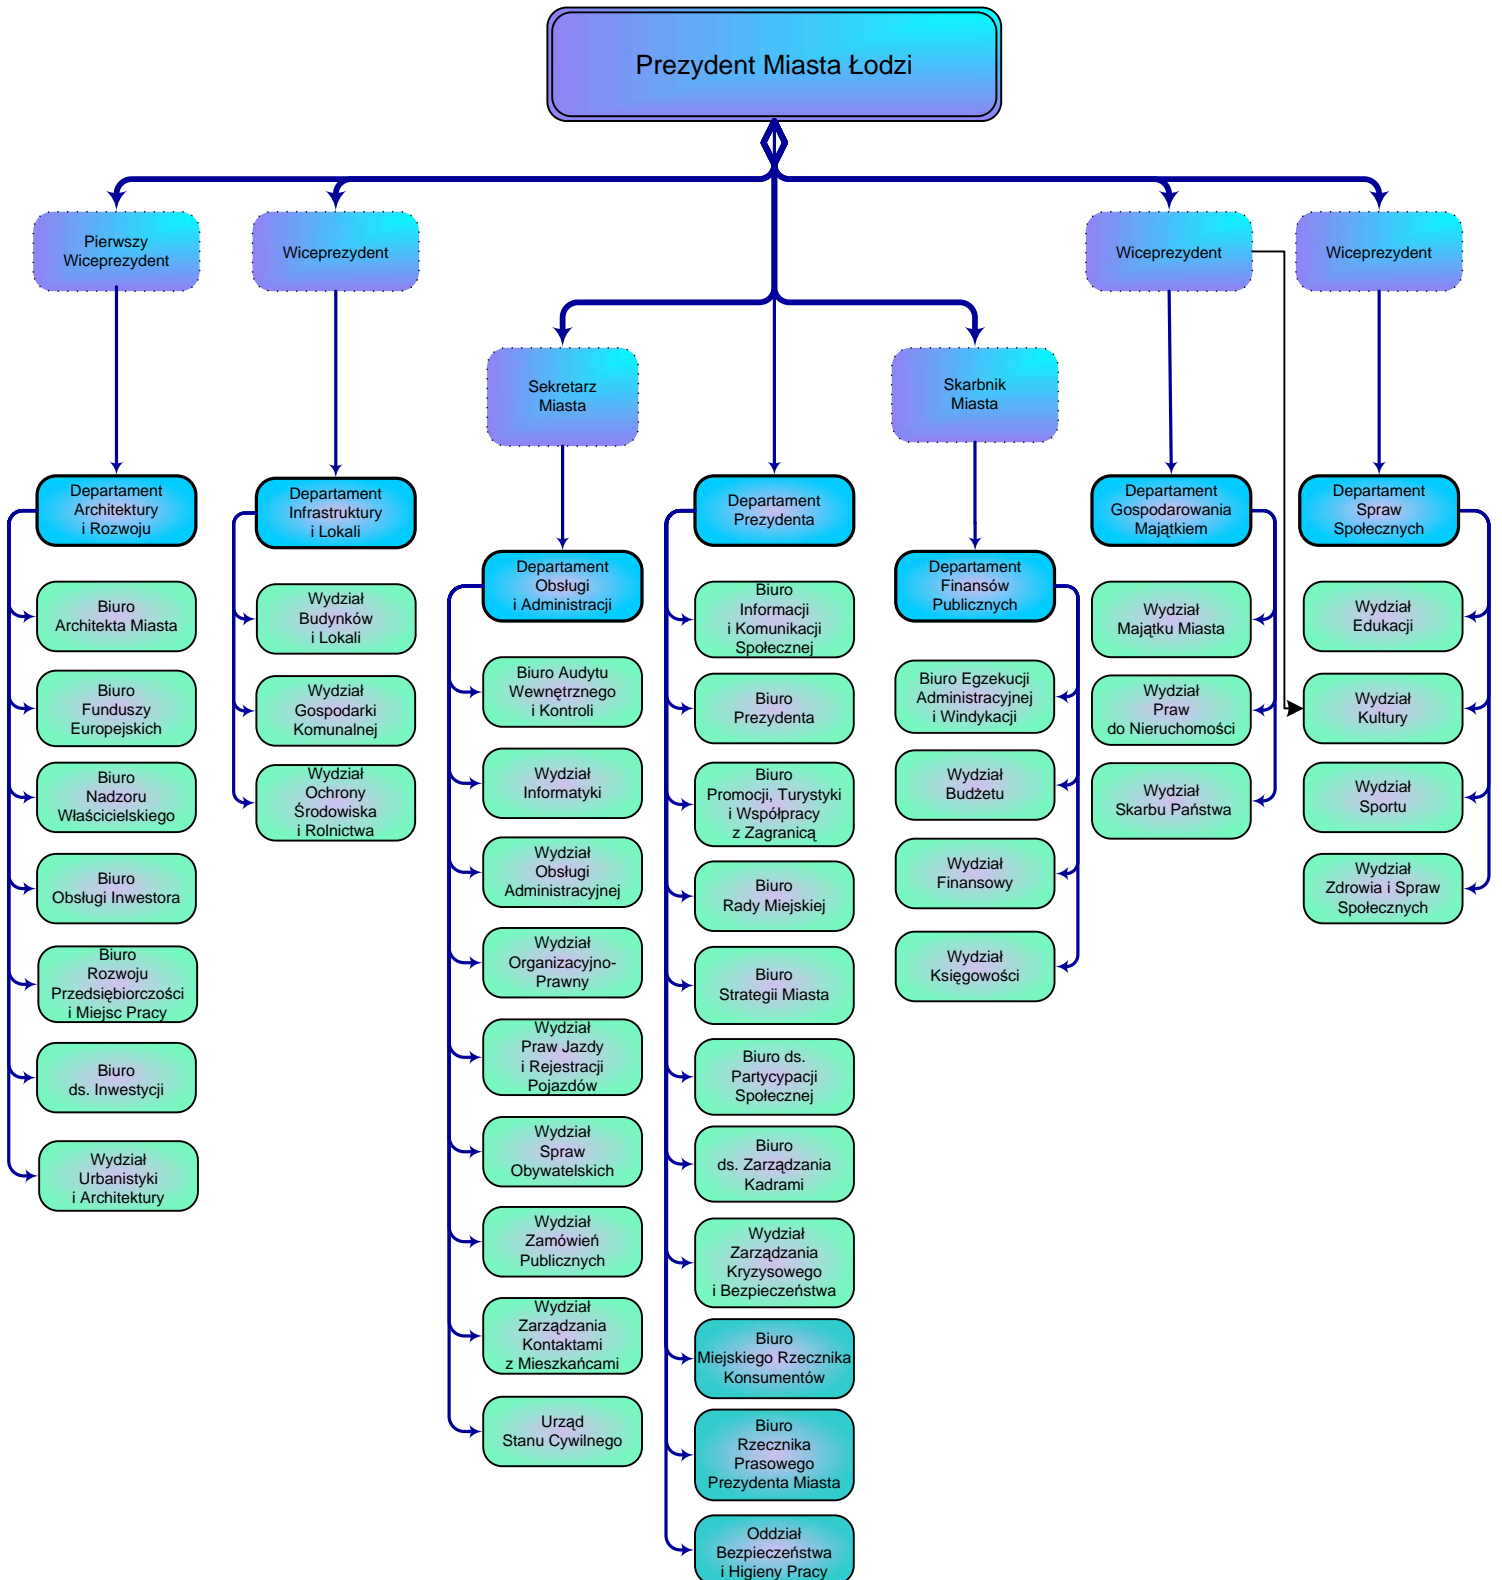 Prezydent Miasta Łodzi
Pierwszy
Wiceprezydent
Wiceprezydent
Wiceprezydent
Wiceprezydent
Sekretarz
Miasta
Skarbnik
Miasta
Departament
Architektury
i Rozwoju
Biuro
Architekta Miasta
Biuro
Funduszy
Europejskich
Biuro
Nadzoru
Właścicielskiego
Biuro
Obsługi Inwestora
Biuro
Rozwoju
Przedsiębiorczości
i Miejsc Pracy
Biuro
ds. Inwestycji
Wydział
Urbanistyki
i Architektury
Departament
Infrastruktury
i Lokali
Wydział
Budynków
i Lokali
Wydział
Gospodarki
Komunalnej
Wydział
Ochrony
Środowiska
i Rolnictwa
Departament
Obsługi
i Administracji
Biuro Audytu
Wewnętrznego
i Kontroli
Wydział
Informatyki
Wydział
Obsługi
Administracyjnej
Wydział
Organizacyjno-
Prawny
Wydział
Praw Jazdy
i Rejestracji
Pojazdów
Wydział
Spraw
Obywatelskich
Wydział
Zamówień
Publicznych
Wydział
Zarządzania
Kontaktami
z Mieszkańcami
Urząd
Stanu Cywilnego
Departament
Prezydenta
Biuro
Informacji
i Komunikacji
Społecznej
Biuro
Prezydenta
Biuro
Promocji, Turystyki
i Współpracy
z Zagranicą
Biuro
Rady Miejskiej
Biuro
Strategii Miasta
Biuro ds.
Partycypacji
Społecznej
Biuro
ds. Zarządzania
Kadrami
Wydział
Zarządzania
Kryzysowego
i Bezpieczeństwa
Biuro
Miejskiego Rzecznika
Konsumentów
Biuro
Rzecznika
Prasowego
Prezydenta Miasta
Oddział
Bezpieczeństwa
i Higieny Pracy
Departament
Finansów
Publicznych
Biuro Egzekucji
Administracyjnej
i Windykacji
Wydział
Budżetu
Wydział
Finansowy
Wydział
Księgowości
Departament
Gospodarowania
Majątkiem
Wydział
Majątku Miasta
Wydział
Praw
do Nieruchomości
Wydział
Skarbu Państwa
Departament
Spraw
Społecznych
Wydział
Edukacji
Wydział
Kultury
Wydział
Sportu
Wydział
Zdrowia i Spraw
Społecznych